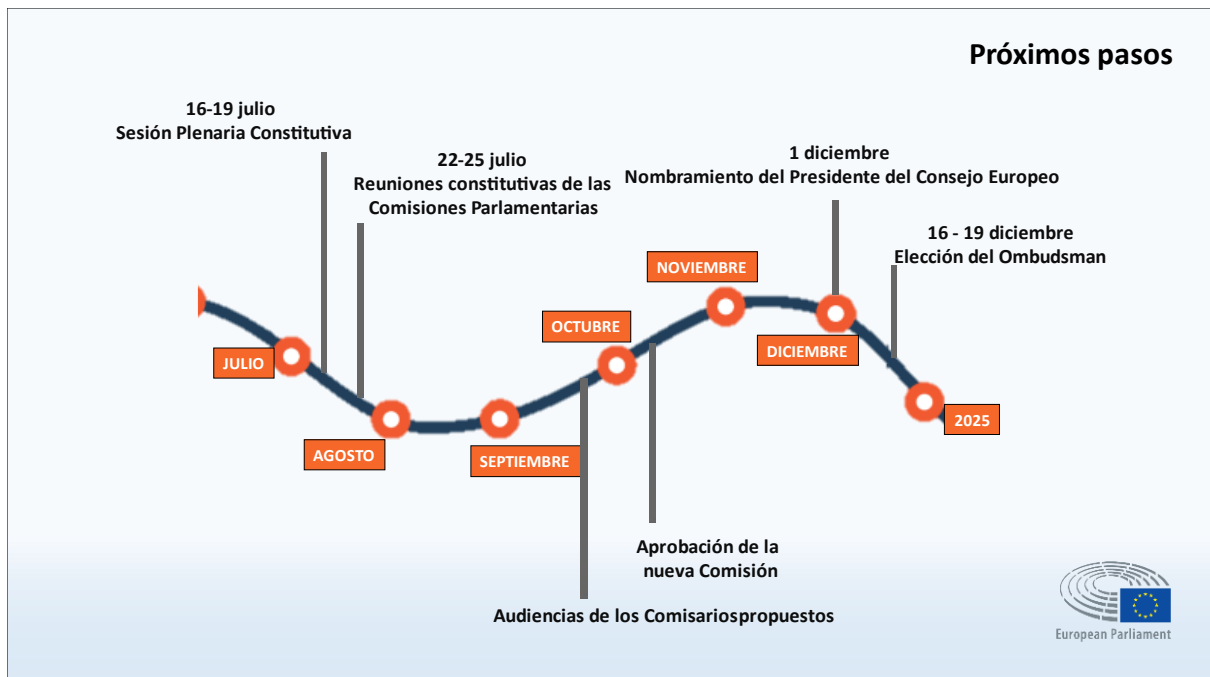 Próximos pasos
16-19 julio
Sesión Plenaria Constitutiva
22-25 julio
Reuniones constitutivas de las
Comisiones Parlamentarias
1 diciembre
Nombramiento del Presidente del Consejo Europeo
16 - 19 diciembre
Elección del Ombudsman
JULIO
AGOSTO
SEPTIEMBRE
OCTUBRE
NOVIEMBRE
DICIEMBRE
2025
Aprobación de la
nueva Comisión
Audiencias de los Comisariospropuestos
European Parliament